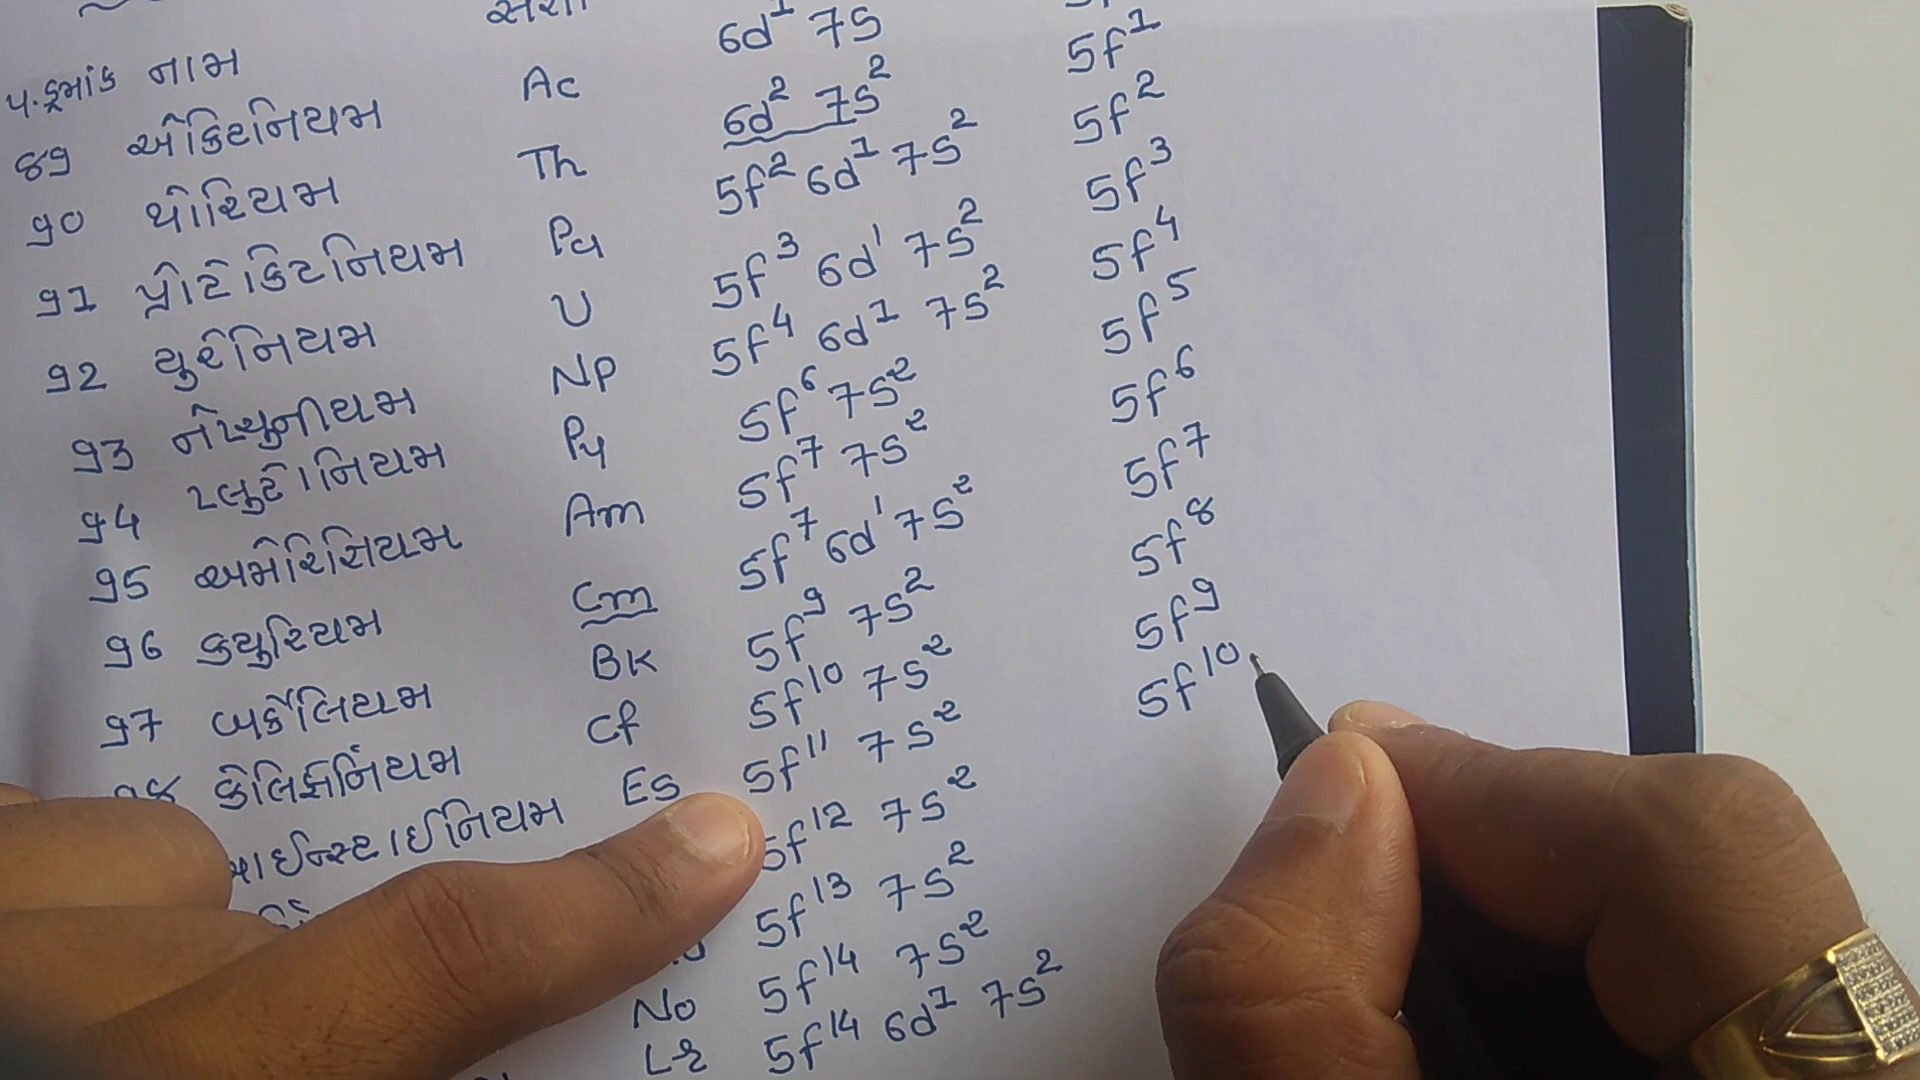 પ.ક્રમાંક નામ સંજ્ઞા
89 ઍક્ટિનિયમ Ac 6d¹ 7S
90 થોરિયમ Th 6d² 7S² 5f¹
91 પ્રોટેક્ટિનિયમ Pa 5f² 6d¹ 7S² 5f²
92 યુરેનિયમ U 5f³ 6d¹ 7S² 5f³
93 નેપ્ચુનીયમ NP 5f⁴ 6d¹ 7S² 5f⁴
94 પ્લુટોનિયમ Pu 5f⁶ 7S² 5f⁵
95 અમેરિસિયમ Am 5f⁷ 7S² 5f⁶
96 ક્યુરિયમ Cm 5f⁷ 6d¹ 7S² 5f⁷
97 બર્કેલિયમ BK 5f⁹ 7S² 5f⁸
98 કેલિફોર્નિયમ Cf 5f¹⁰ 7S² 5f⁹
આઈન્સ્ટાઈનિયમ Es 5f¹¹ 7S² 5f¹⁰
5f¹² 7S²
5f¹³ 7S²
No 5f¹⁴ 7S²
Lr 5f¹⁴ 6d¹ 7S²